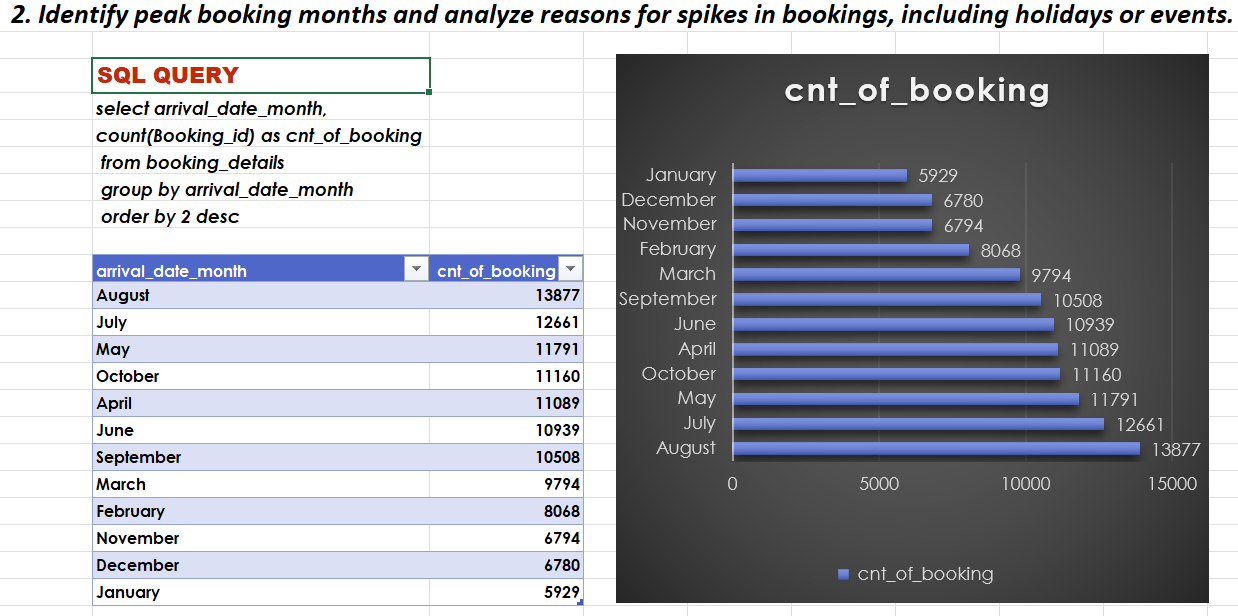 2. Identify peak booking months and analyze reasons for spikes in bookings, including holidays or events.
SQL QUERY
select arrival_date_month,
count(Booking_id) as cnt_of_booking
from booking_details
group by arrival_date_month
order by 2 desc
arrival_date_month cnt_of_booking
August 13877
July 12661
May 11791
October 11160
April 11089
June 10939
September 10508
March 9794
February 8068
November 6794
December 6780
January 5929
cnt_of_booking
January 5929
December 6780
November 6794
February 8068
March 9794
September 10508
June 10939
April 11089
October 11160
May 11791
July 12661
August 13877
0 5000 10000 15000
cnt_of_booking